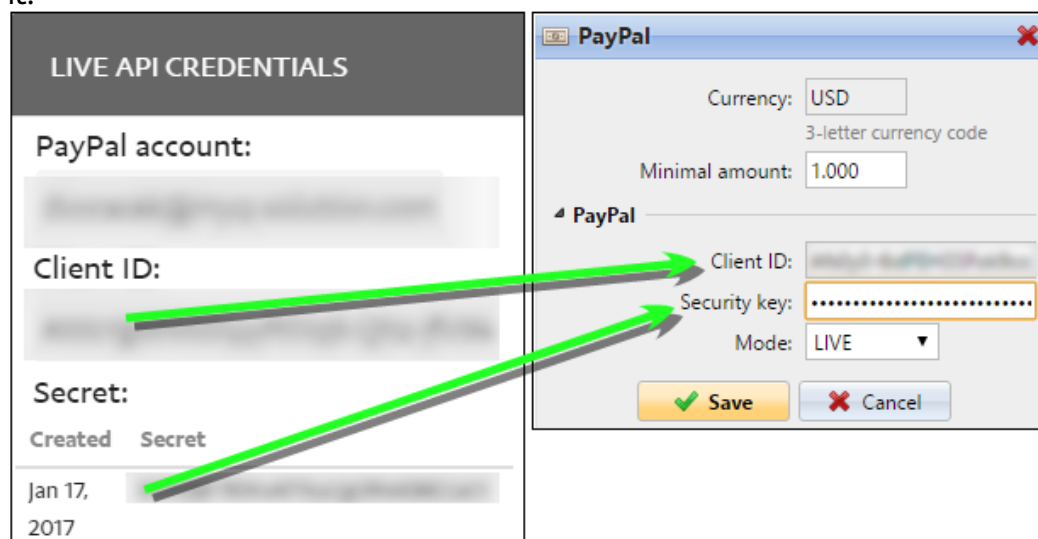 LIVE API CREDENTIALS
PayPal account:
Client ID:
Secret:
Created Secret
Jan 17,
2017
PayPal
Currency: USD
3-letter currency code
Minimal amount: 1.000
PayPal
Client ID:
Security key:
Mode: LIVE
Save Cancel